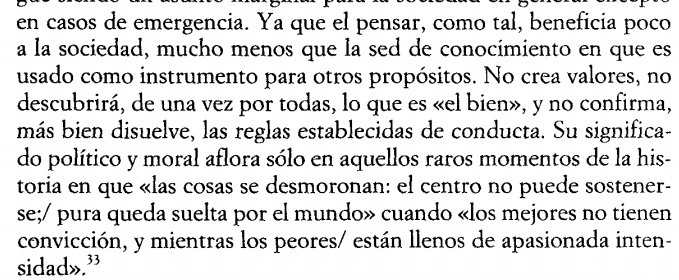 gue siendo un asunto marginal para la sociedad en general excepto
en casos de emergencia. Ya que el pensar, como tal, beneficia poco
a la sociedad, mucho menos que la sed de conocimiento en que es
usado como instrumento para otros propósitos. No crea valores, no
descubrirá, de una vez por todas, lo que es «el bien», y no confirma,
más bien disuelve, las reglas establecidas de conducta. Su significa-
do político y moral aflora sólo en aquellos raros momentos de la his-
toria en que «las cosas se desmoronan: el centro no puede sostener-
se;/ pura queda suelta por el mundo» cuando «los mejores no tienen
convicción, y mientras los peores/ están llenos de apasionada inten-
sidad».³³